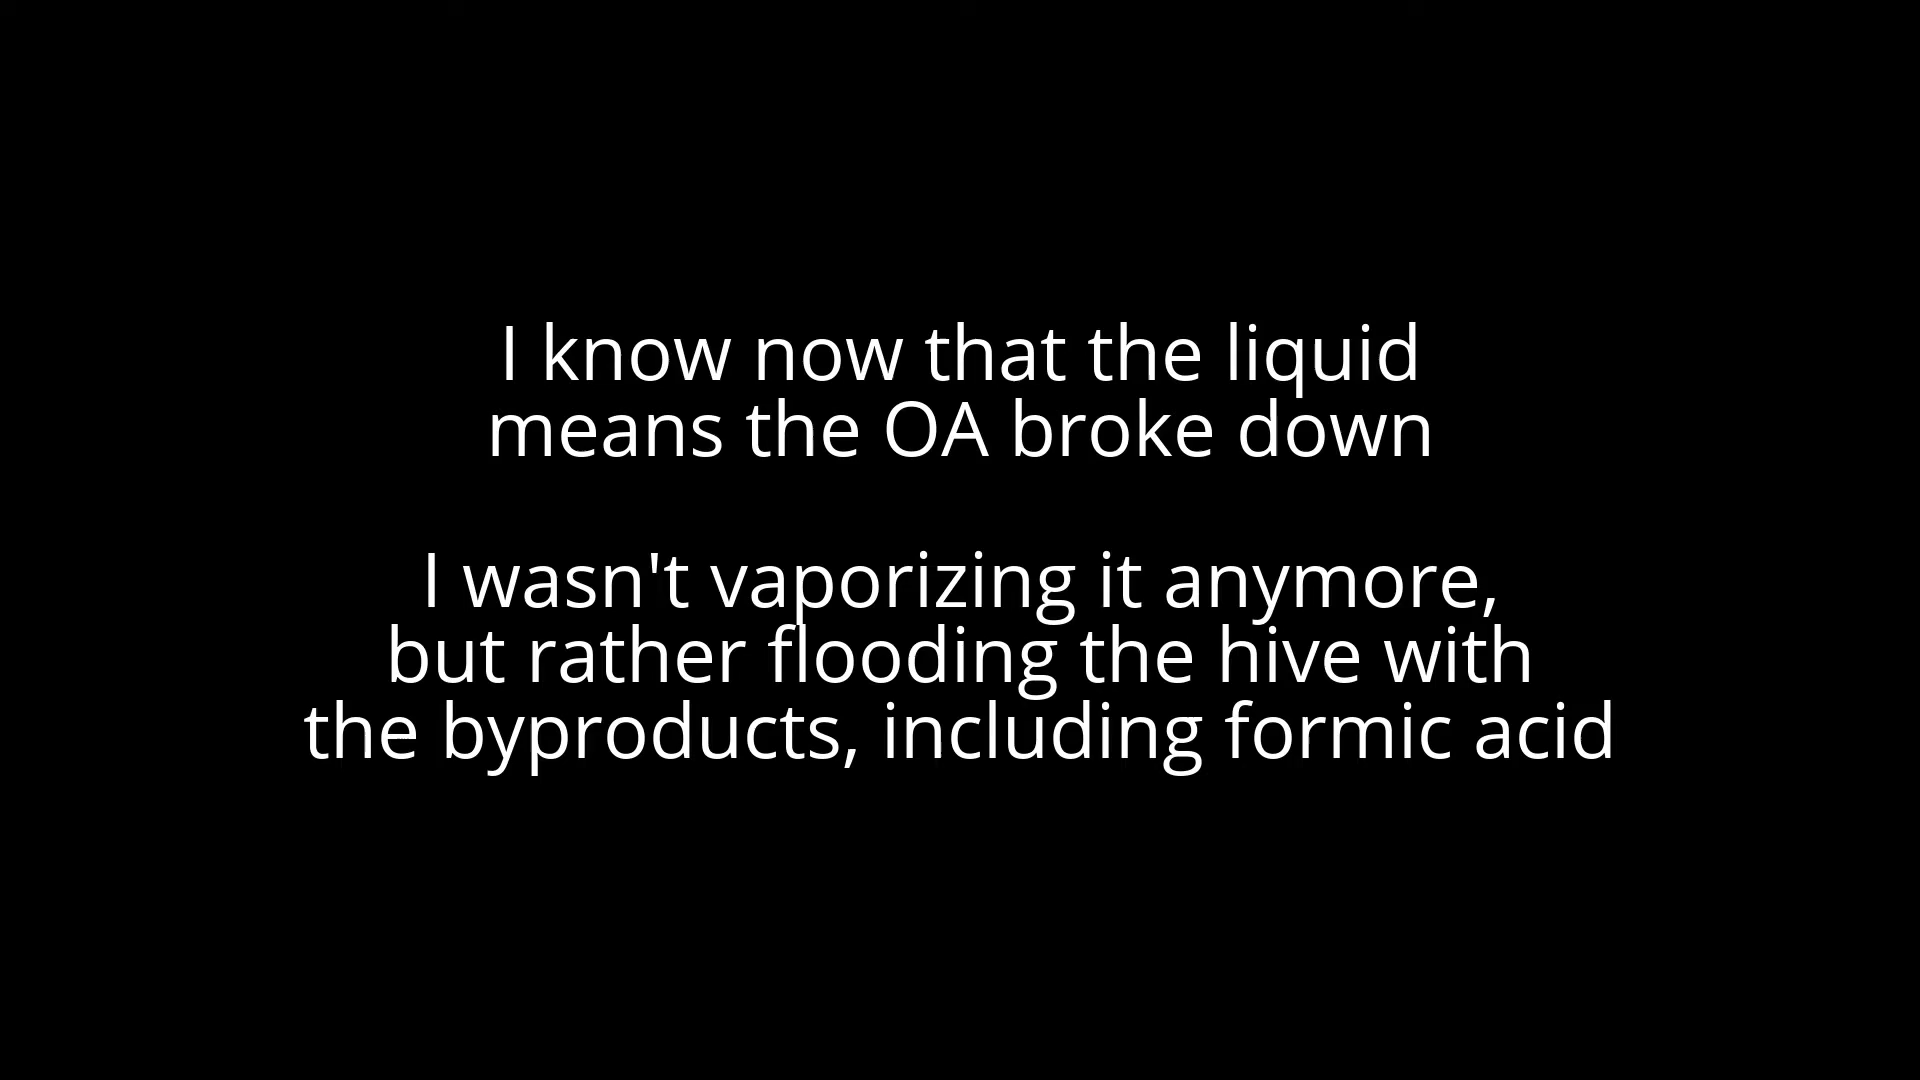 I know now that the liquid
means the OA broke down
I wasn't vaporizing it anymore,
but rather flooding the hive with
the byproducts, including formic acid